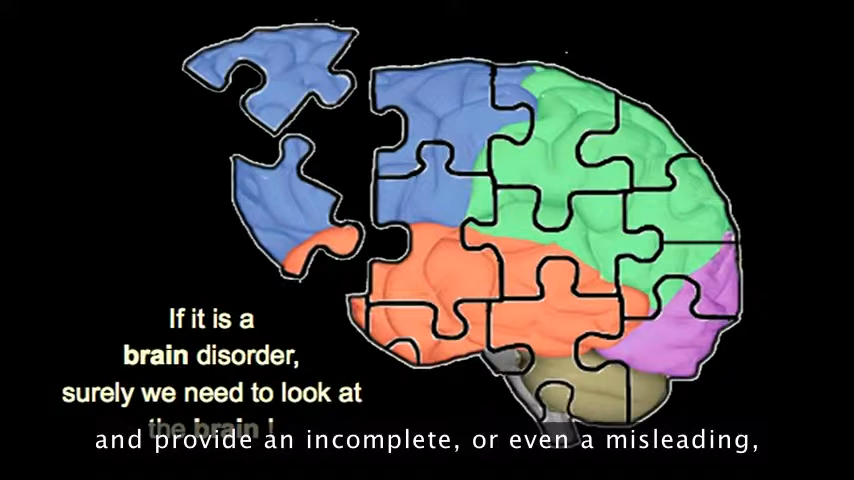 If it is a
brain disorder,
surely we need to look at
the brain !
and provide an incomplete, or even a misleading,